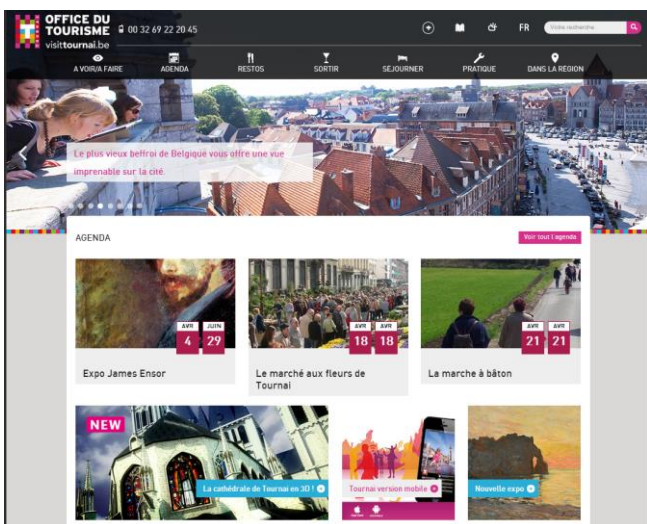 OFFICE DU
TOURISME
visittournai.be
00 32 69 22 20 45
FR
Votre recherche
A VOIR/A FAIRE
AGENDA
RESTOS
SORTIR
SÉJOURNER
PRATIQUE
DANS LA RÉGION
Le plus vieux beffroi de Belgique vous offre une vue
imprenable sur la cité.
AGENDA
Voir tout l'agenda
AVR JUIN
4 29
Expo James Ensor
AVR AVR
18 18
Le marché aux fleurs de
Tournai
AVR AVR
21 21
La marche à bâton
NEW
La cathédrale de Tournai en 3D !
Tournai version mobile
Nouvelle expo